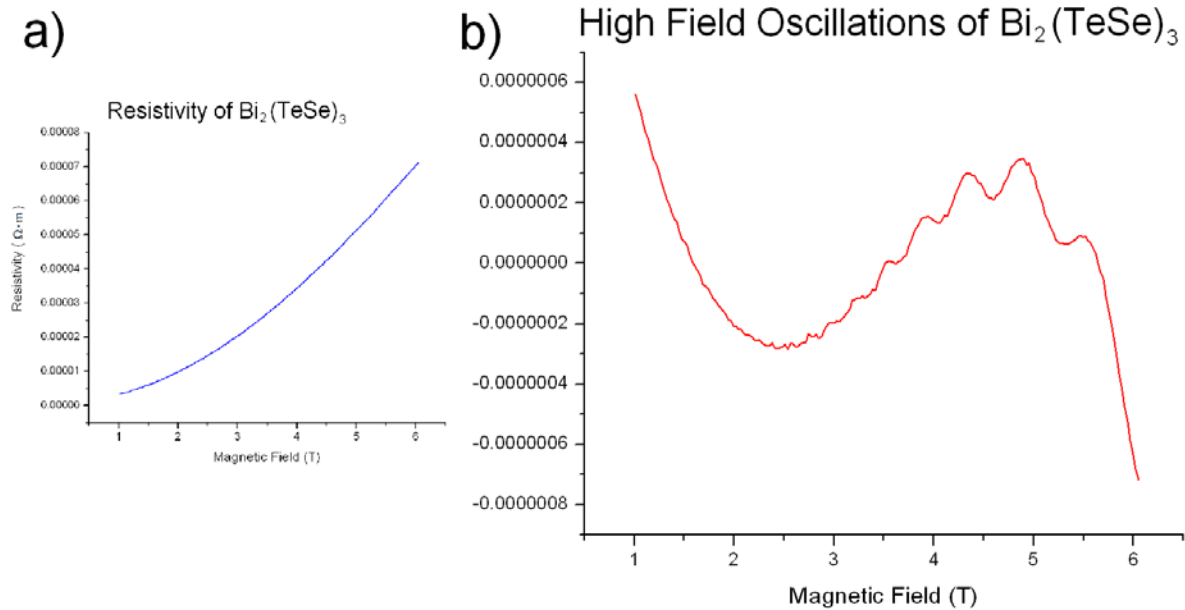 a)
Resistivity of Bi₂(TeSe)₃
0.00008
0.00007
0.00006
0.00005
0.00004
0.00003
0.00002
0.00001
0.00000
Resistivity ( Ω·m)
1 2 3 4 5 6
Magnetic Field (T)
b)
High Field Oscillations of Bi₂(TeSe)₃
0.0000006
0.0000004
0.0000002
0.0000000
-0.0000002
-0.0000004
-0.0000006
-0.0000008
1 2 3 4 5 6
Magnetic Field (T)